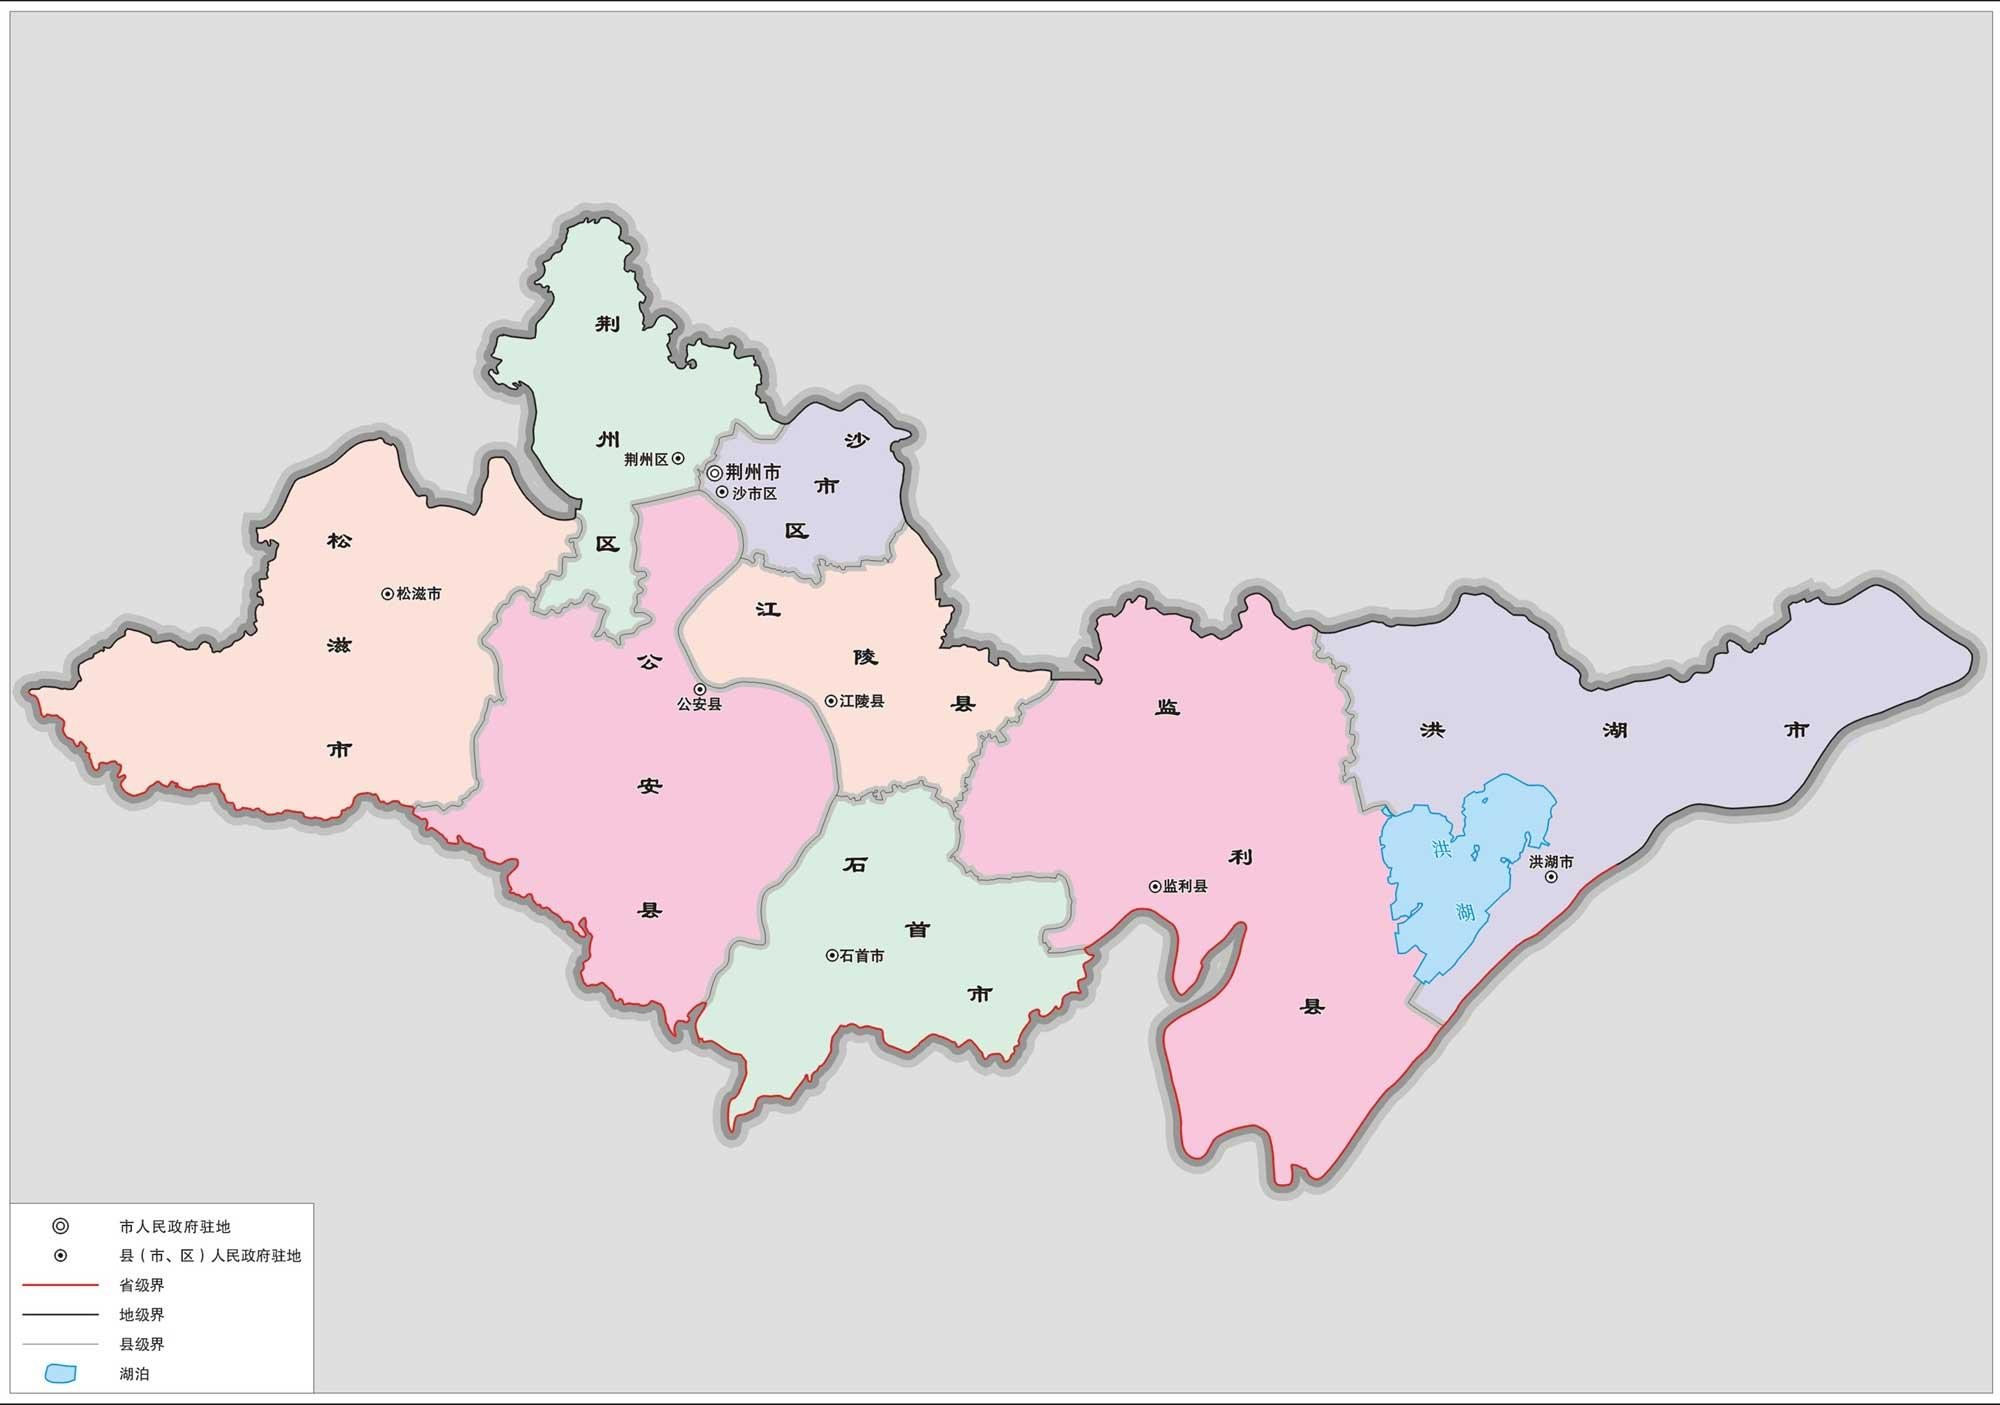 荆州区
荆州区
荆州市
沙市区
沙市区
松滋市
松滋市
江陵县
江陵县
公安县
公安县
监利县
监利县
洪湖市
洪湖市
洪湖
石首市
石首市
市人民政府驻地
县（市、区）人民政府驻地
省级界
地级界
县级界
湖泊